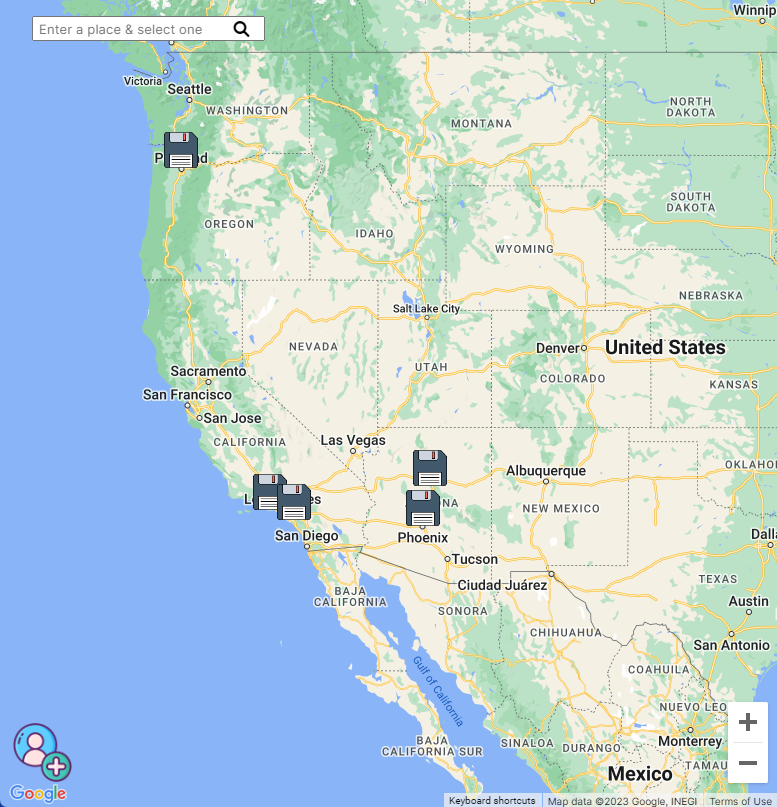 Winnip
Enter a place & select one
Victoria
Seattle
WASHINGTON
NORTH
DAKOTA
MONTANA
SOUTH
DAKOTA
OREGON
IDAHO
WYOMING
NEBRASKA
Salt Lake City
NEVADA
Denver
United States
UTAH
Sacramento
COLORADO
KANSAS
San Francisco
San Jose
CALIFORNIA
Las Vegas
Albuquerque
OKLAHO
NEW MEXICO
San Diego
Phoenix
Dalla
Tucson
TEXAS
Ciudad Juárez
BAJA
CALIFORNIA
SONORA
Austin
CHIHUAHUA
San Antonio
COAHUILA
Gulf of California
NUEVO LEO
BAJA
CALIFORNIA SUR
SINALOA
DURANGO
Monterrey
TAMAU
Mexico
Google
Keyboard shortcuts
Map data ©2023 Google, INEGI
Terms of Use